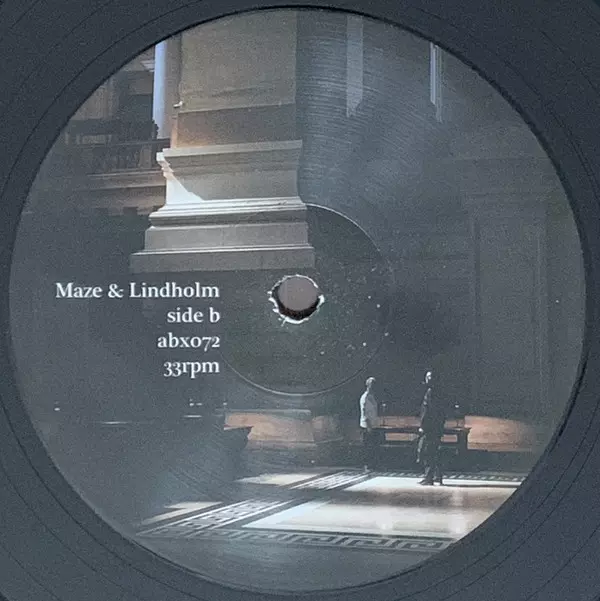 Maze & Lindholm
side b
abx072
33rpm